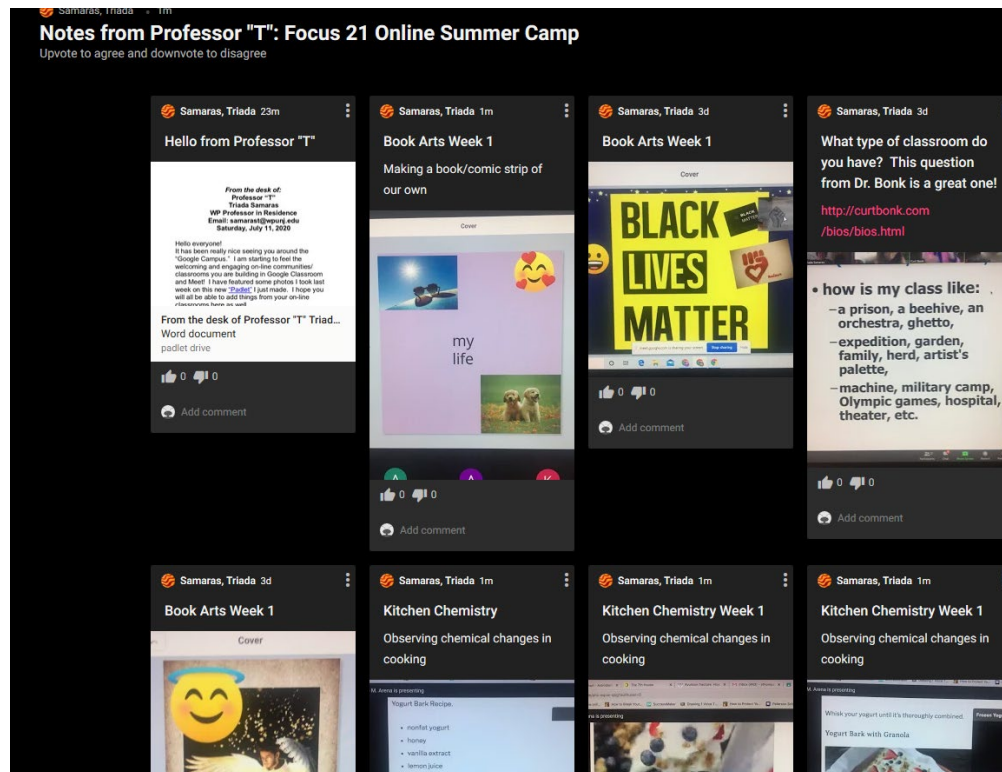 Samaras, Triada • 1m
Notes from Professor "T": Focus 21 Online Summer Camp
Upvote to agree and downvote to disagree
Samaras, Triada 23m
Hello from Professor "T"
From the desk of:
Professor "T"
Triada Samaras
WP Professor in Residence
Email: samarast@wpunj.edu
Saturday, July 11, 2020
Hello everyone!
It has been really nice seeing you around the
"Google Campus." I am starting to feel the
welcoming and engaging on-line communities/
classrooms you are building in Google Classroom
and Meet! I have featured some photos I took last
week on this new "Padlet" I just made. I hope you
will all be able to add things from your on-line
classrooms here as well.
From the desk of Professor "T" Triad...
Word document
padlet drive
0 0
Add comment
Samaras, Triada 1m
Book Arts Week 1
Making a book/comic strip of
our own
Cover
my
life
A A K
0 0
Add comment
Samaras, Triada 3d
Book Arts Week 1
Cover
BLACK
LIVES
MATTER
Stop sharing
0 0
Add comment
Samaras, Triada 3d
What type of classroom do
you have? This question
from Dr. Bonk is a great one!
http://curtbonk.com
/bios/bios.html
• how is my class like:
–a prison, a beehive, an
orchestra, ghetto,
–expedition, garden,
family, herd, artist's
palette,
–machine, military camp,
Olympic games, hospital,
theater, etc.
0 0
Add comment
Samaras, Triada 3d
Book Arts Week 1
Cover
Samaras, Triada 1m
Kitchen Chemistry
Observing chemical changes in
cooking
M. Arena is presenting
Yogurt Bark Recipe.
• nonfat yogurt
• honey
• vanilla extract
• lemon juice
Samaras, Triada 1m
Kitchen Chemistry Week 1
Observing chemical changes in
cooking
Samaras, Triada 1m
Kitchen Chemistry Week 1
Observing chemical changes in
cooking
M. Arena is presenting
Whisk your yogurt until it's thoroughly combined.
Yogurt Bark with Granola